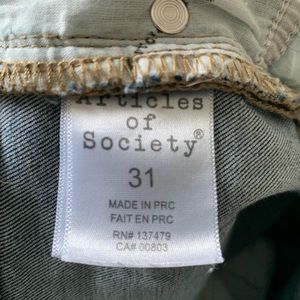 Articles
of
Society®
31
MADE IN PRC
FAIT EN PRC
RN# 137479
CA# 00803